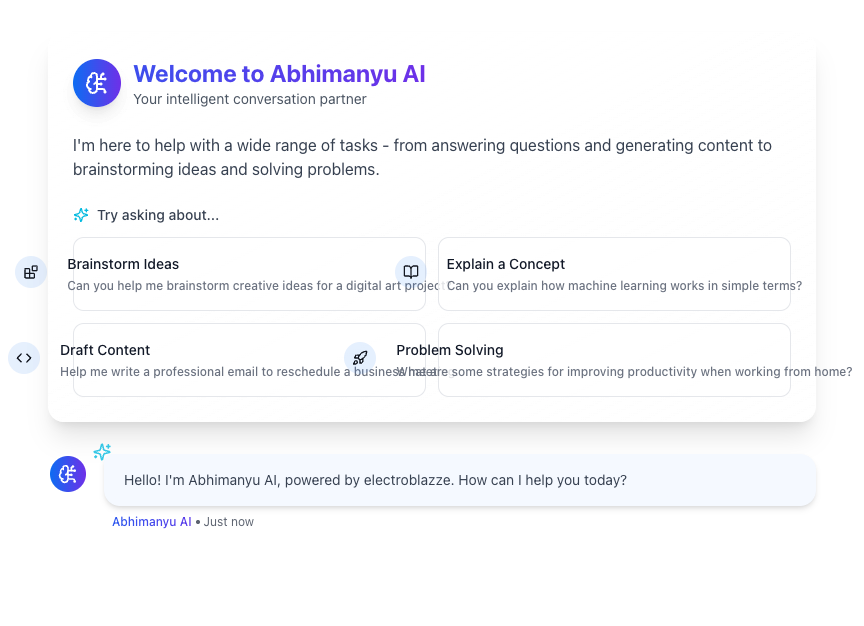 Welcome to Abhimanyu AI
Your intelligent conversation partner
I'm here to help with a wide range of tasks - from answering questions and generating content to
brainstorming ideas and solving problems.
Try asking about...
Brainstorm Ideas
Can you help me brainstorm creative ideas for a digital art project
Explain a Concept
Can you explain how machine learning works in simple terms?
Draft Content
Help me write a professional email to reschedule a business
Problem Solving
some strategies for improving productivity when working from home?
Hello! I'm Abhimanyu AI, powered by electroblazze. How can I help you today?
Abhimanyu AI • Just now